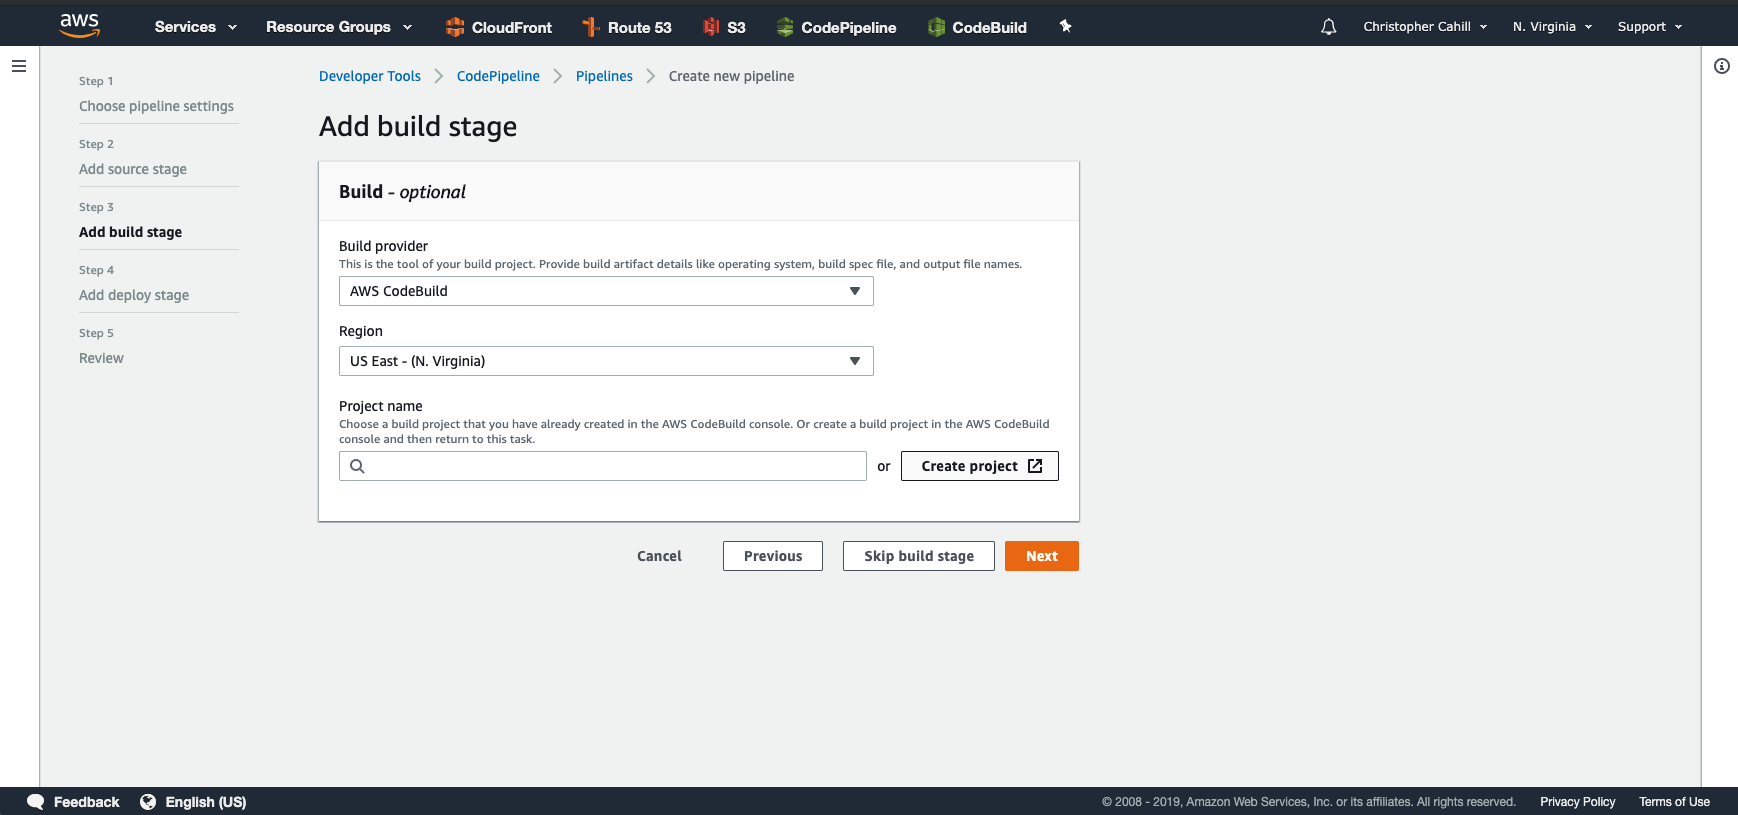 aws
Services
Resource Groups
CloudFront
Route 53
S3
CodePipeline
CodeBuild
Christopher Cahill
N. Virginia
Support
Step 1
Choose pipeline settings
Step 2
Add source stage
Step 3
Add build stage
Step 4
Add deploy stage
Step 5
Review
Developer Tools
CodePipeline
Pipelines
Create new pipeline
Add build stage
Build - optional
Build provider
This is the tool of your build project. Provide build artifact details like operating system, build spec file, and output file names.
AWS CodeBuild
Region
US East - (N. Virginia)
Project name
Choose a build project that you have already created in the AWS CodeBuild console. Or create a build project in the AWS CodeBuild
console and then return to this task.
or
Create project
Cancel
Previous
Skip build stage
Next
Feedback
English (US)
© 2008 - 2019, Amazon Web Services, Inc. or its affiliates. All rights reserved.
Privacy Policy
Terms of Use